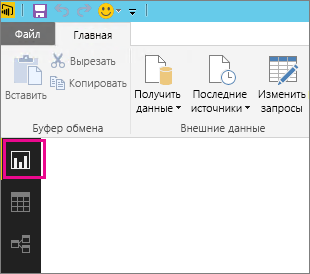 Файл
Главная
Вставить
Вырезать
Копировать
Буфер обмена
Получить
данные
Последние
источники
Изменить
запросы
Внешние данные